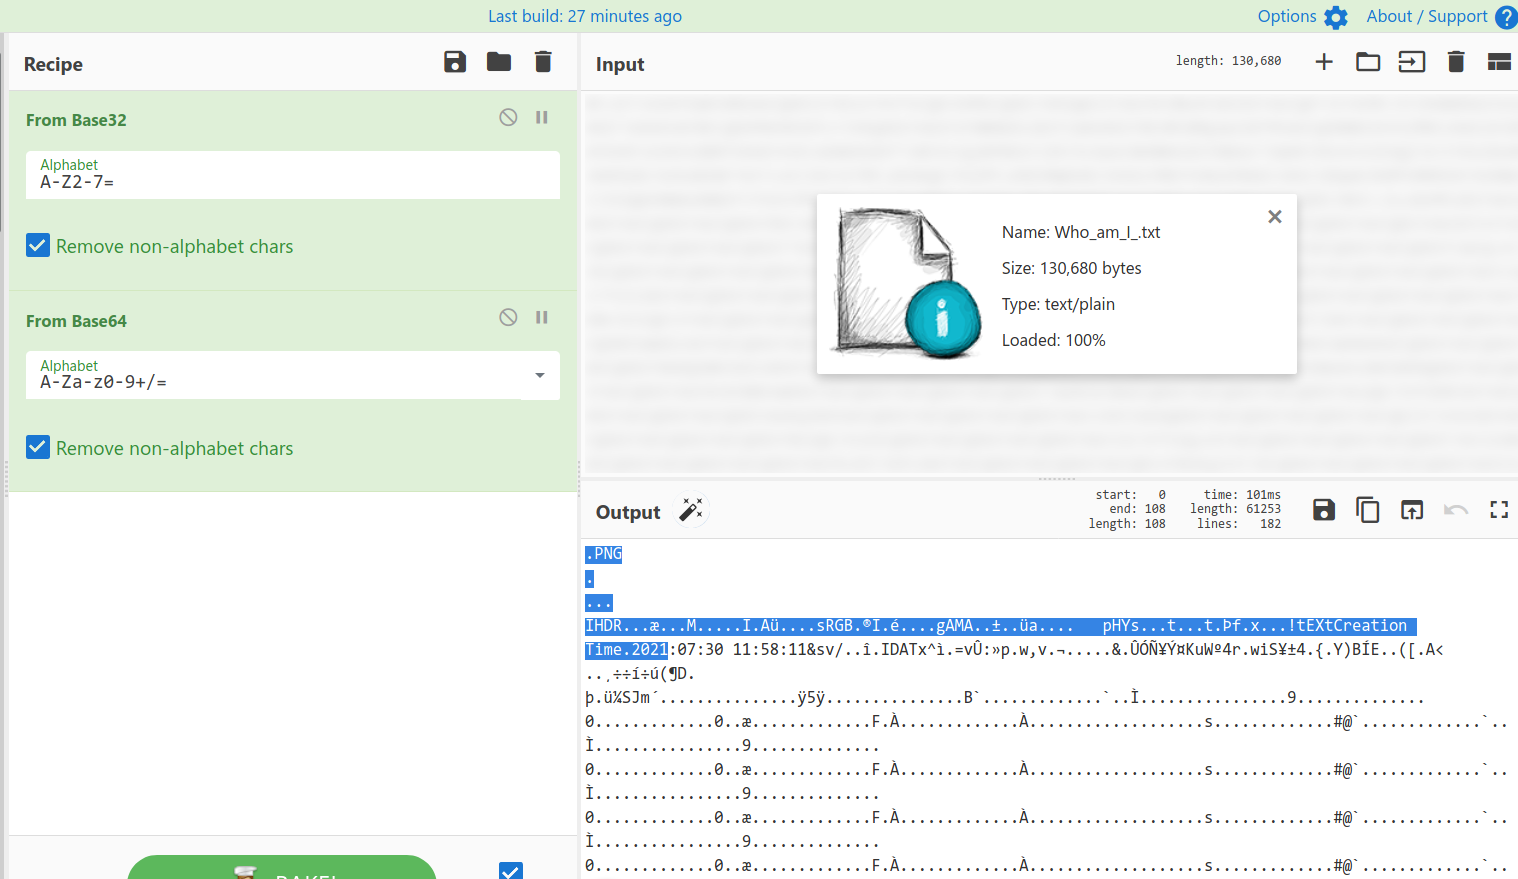 Last build: 27 minutes ago
Options
About / Support
Recipe
From Base32
Alphabet
A-Z2-7=
Remove non-alphabet chars
From Base64
Alphabet
A-Za-z0-9+/=
Remove non-alphabet chars
Input
length: 130,680
Name: Who_am_I_.txt
Size: 130,680 bytes
Type: text/plain
Loaded: 100%
Output
start: 0
end: 108
length: 108
time: 101ms
length: 61253
lines: 182
.PNG
.
...
IHDR...æ...M.....I.Aü....sRGB.®I.é....gAMA..±..üa.... pHYs...t...t.Þf.x...!tEXtCreation
Time.2021:07:30 11:58:11&sv/..î.IDATx^ì.=vÛ:»p.w,v.¬.....&.ÛÓÑ¥Ý¤KuWº4r.wiS¥±4.{.Y)BÍE..([.A<
..¸÷÷í÷ú(¶D.
þ.ü¼SJm´...............ÿ5ÿ...............B`.............`..Ì................9..............
0.............0..æ.............F.À.............À...................s.............#@`.............`..
Ì................9..............
0.............0..æ.............F.À.............À...................s.............#@`.............`..
Ì................9..............
0.............0..æ.............F.À.............À...................s.............#@`.............`..
Ì................9..............
0.............0..æ.............F.À.............À...................s.............#@`.............`..
BAKE!